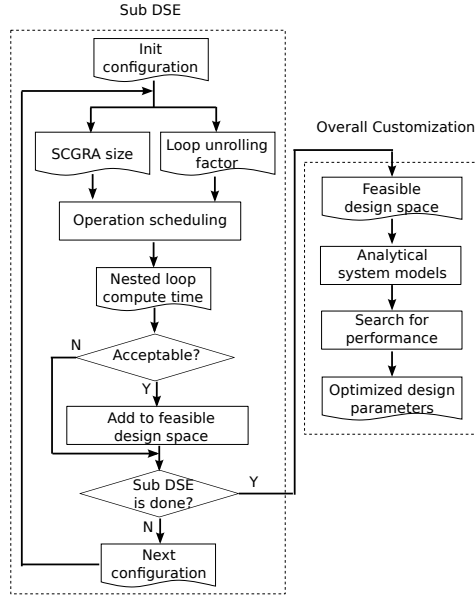 Sub DSE
Init
configuration
SCGRA size
Loop unrolling
factor
Operation scheduling
Nested loop
compute time
N
Acceptable?
Y
Add to feasible
design space
Sub DSE
is done?
Y
N
Next
configuration
Overall Customization
Feasible
design space
Analytical
system models
Search for
performance
Optimized design
parameters